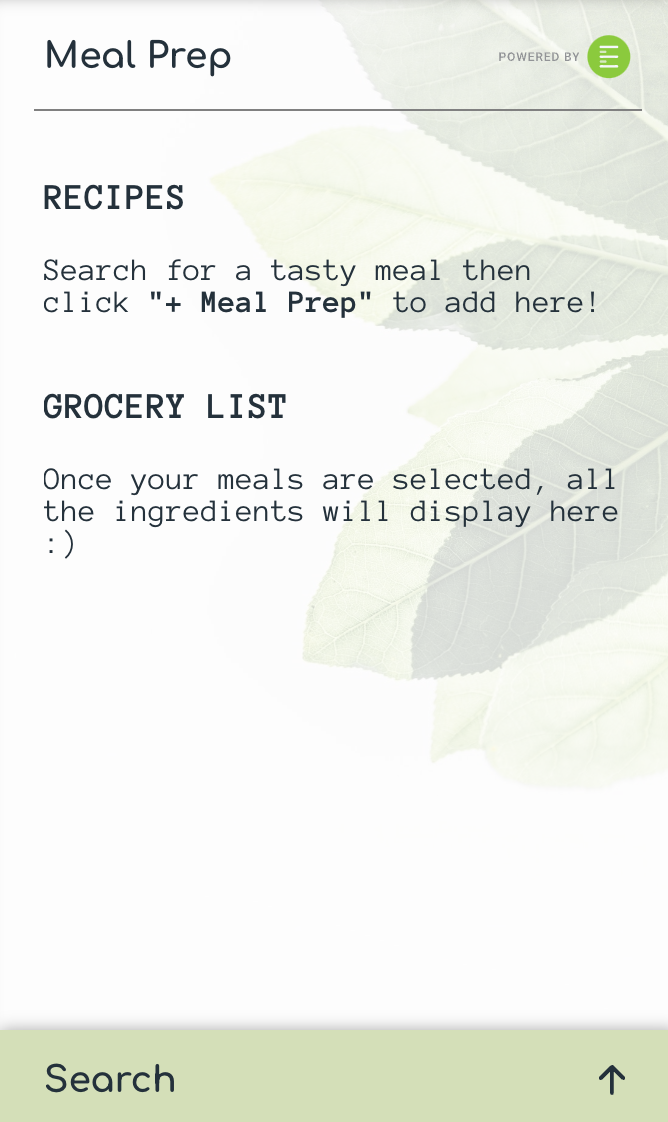 Meal Prep
POWERED BY
RECIPES
Search for a tasty meal then
click "+ Meal Prep" to add here!
GROCERY LIST
Once your meals are selected, all
the ingredients will display here
:)
Search